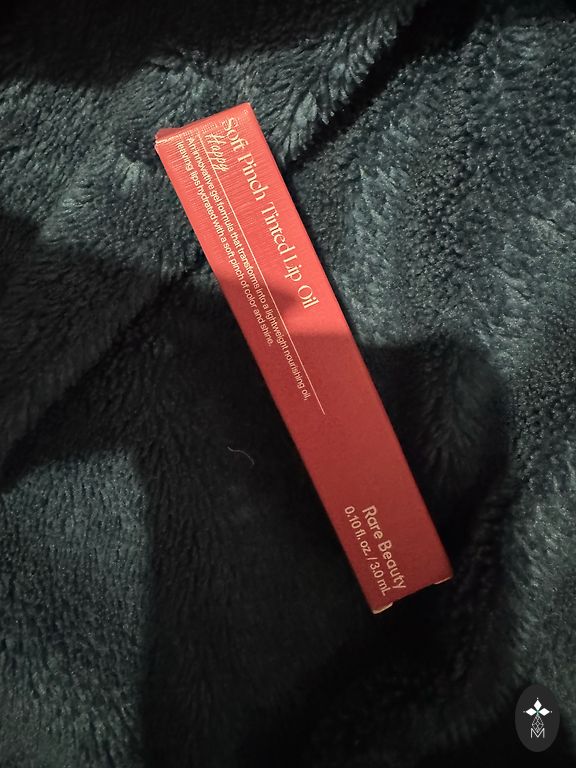 Soft Pinch Tinted Lip Oil
Happy
An innovative gel formula that transforms into a lightweight nourishing oil,
leaving lips hydrated with a soft pinch of color and shine.
Rare Beauty
0.10 fl. oz. / 3.0 mL
M